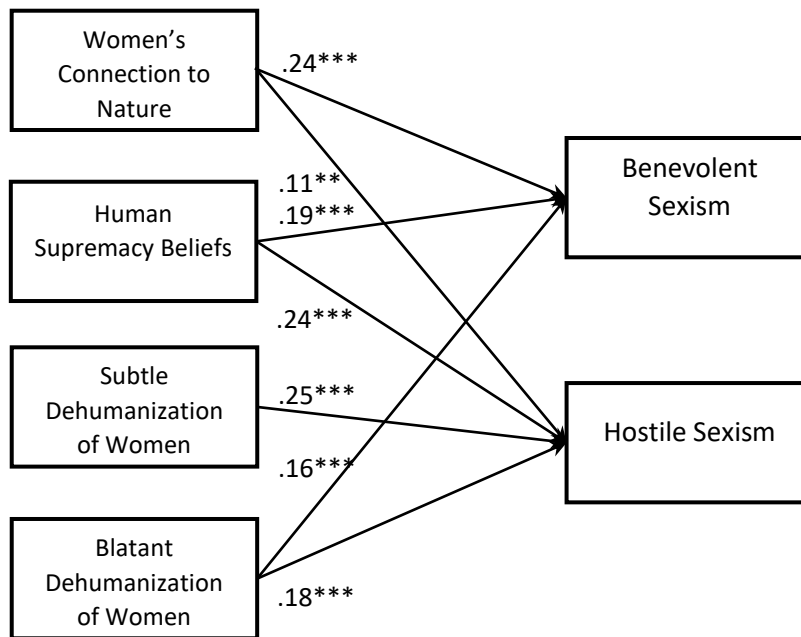 Women’s
Connection to
Nature
.24***
Benevolent
Sexism
.11**
.19***
Human
Supremacy Beliefs
.24***
Subtle
Dehumanization
of Women
.25***
Hostile Sexism
.16***
Blatant
Dehumanization
of Women
.18***